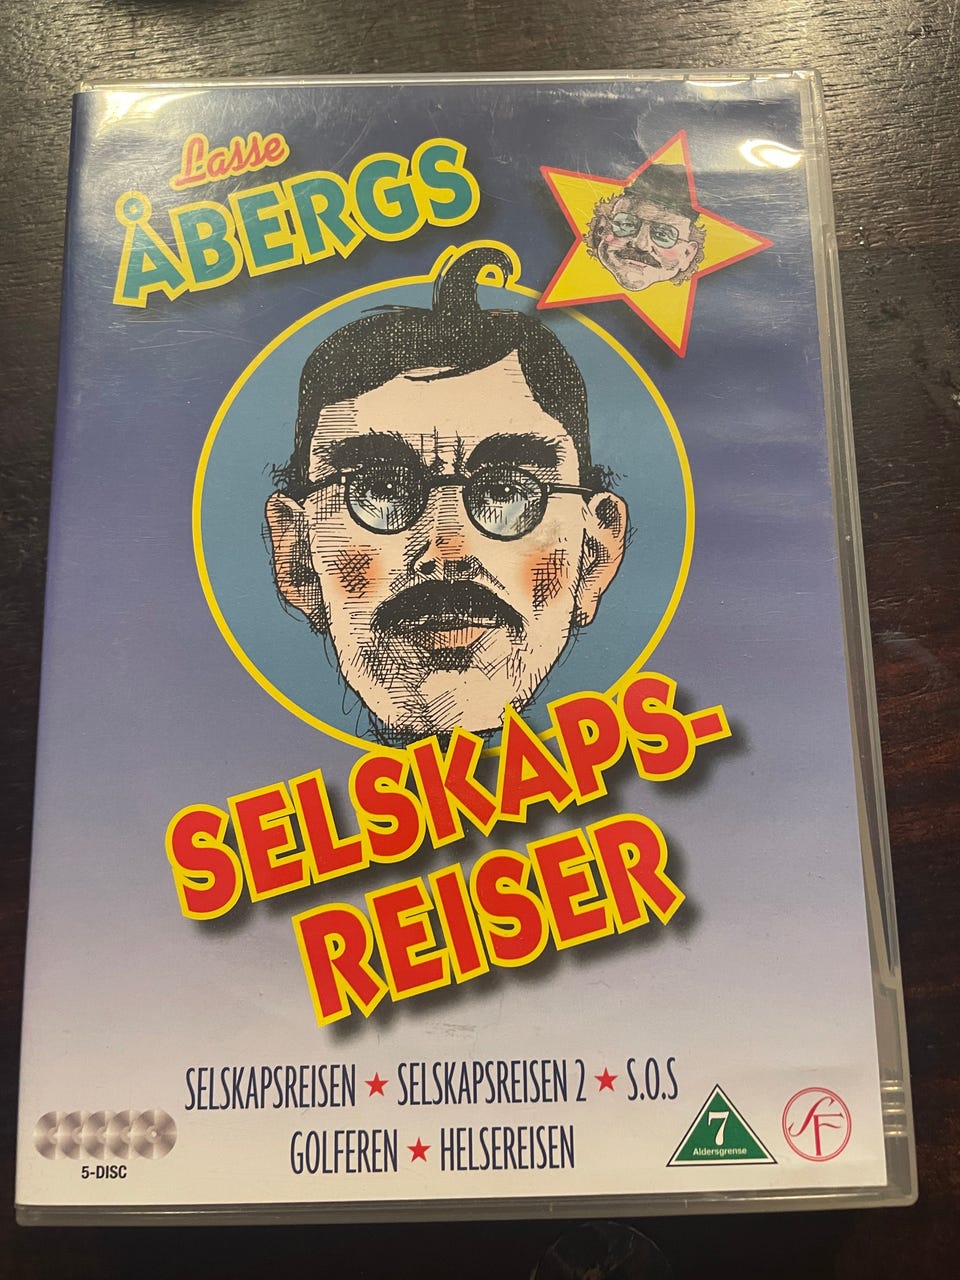 Lasse
ÅBERGS
SELSKAPS-
REISER
SELSKAPSREISEN ★ SELSKAPSREISEN 2 ★ S.O.S
GOLFEREN ★ HELSEREISEN
5-DISC
7
Aldersgrense
SF